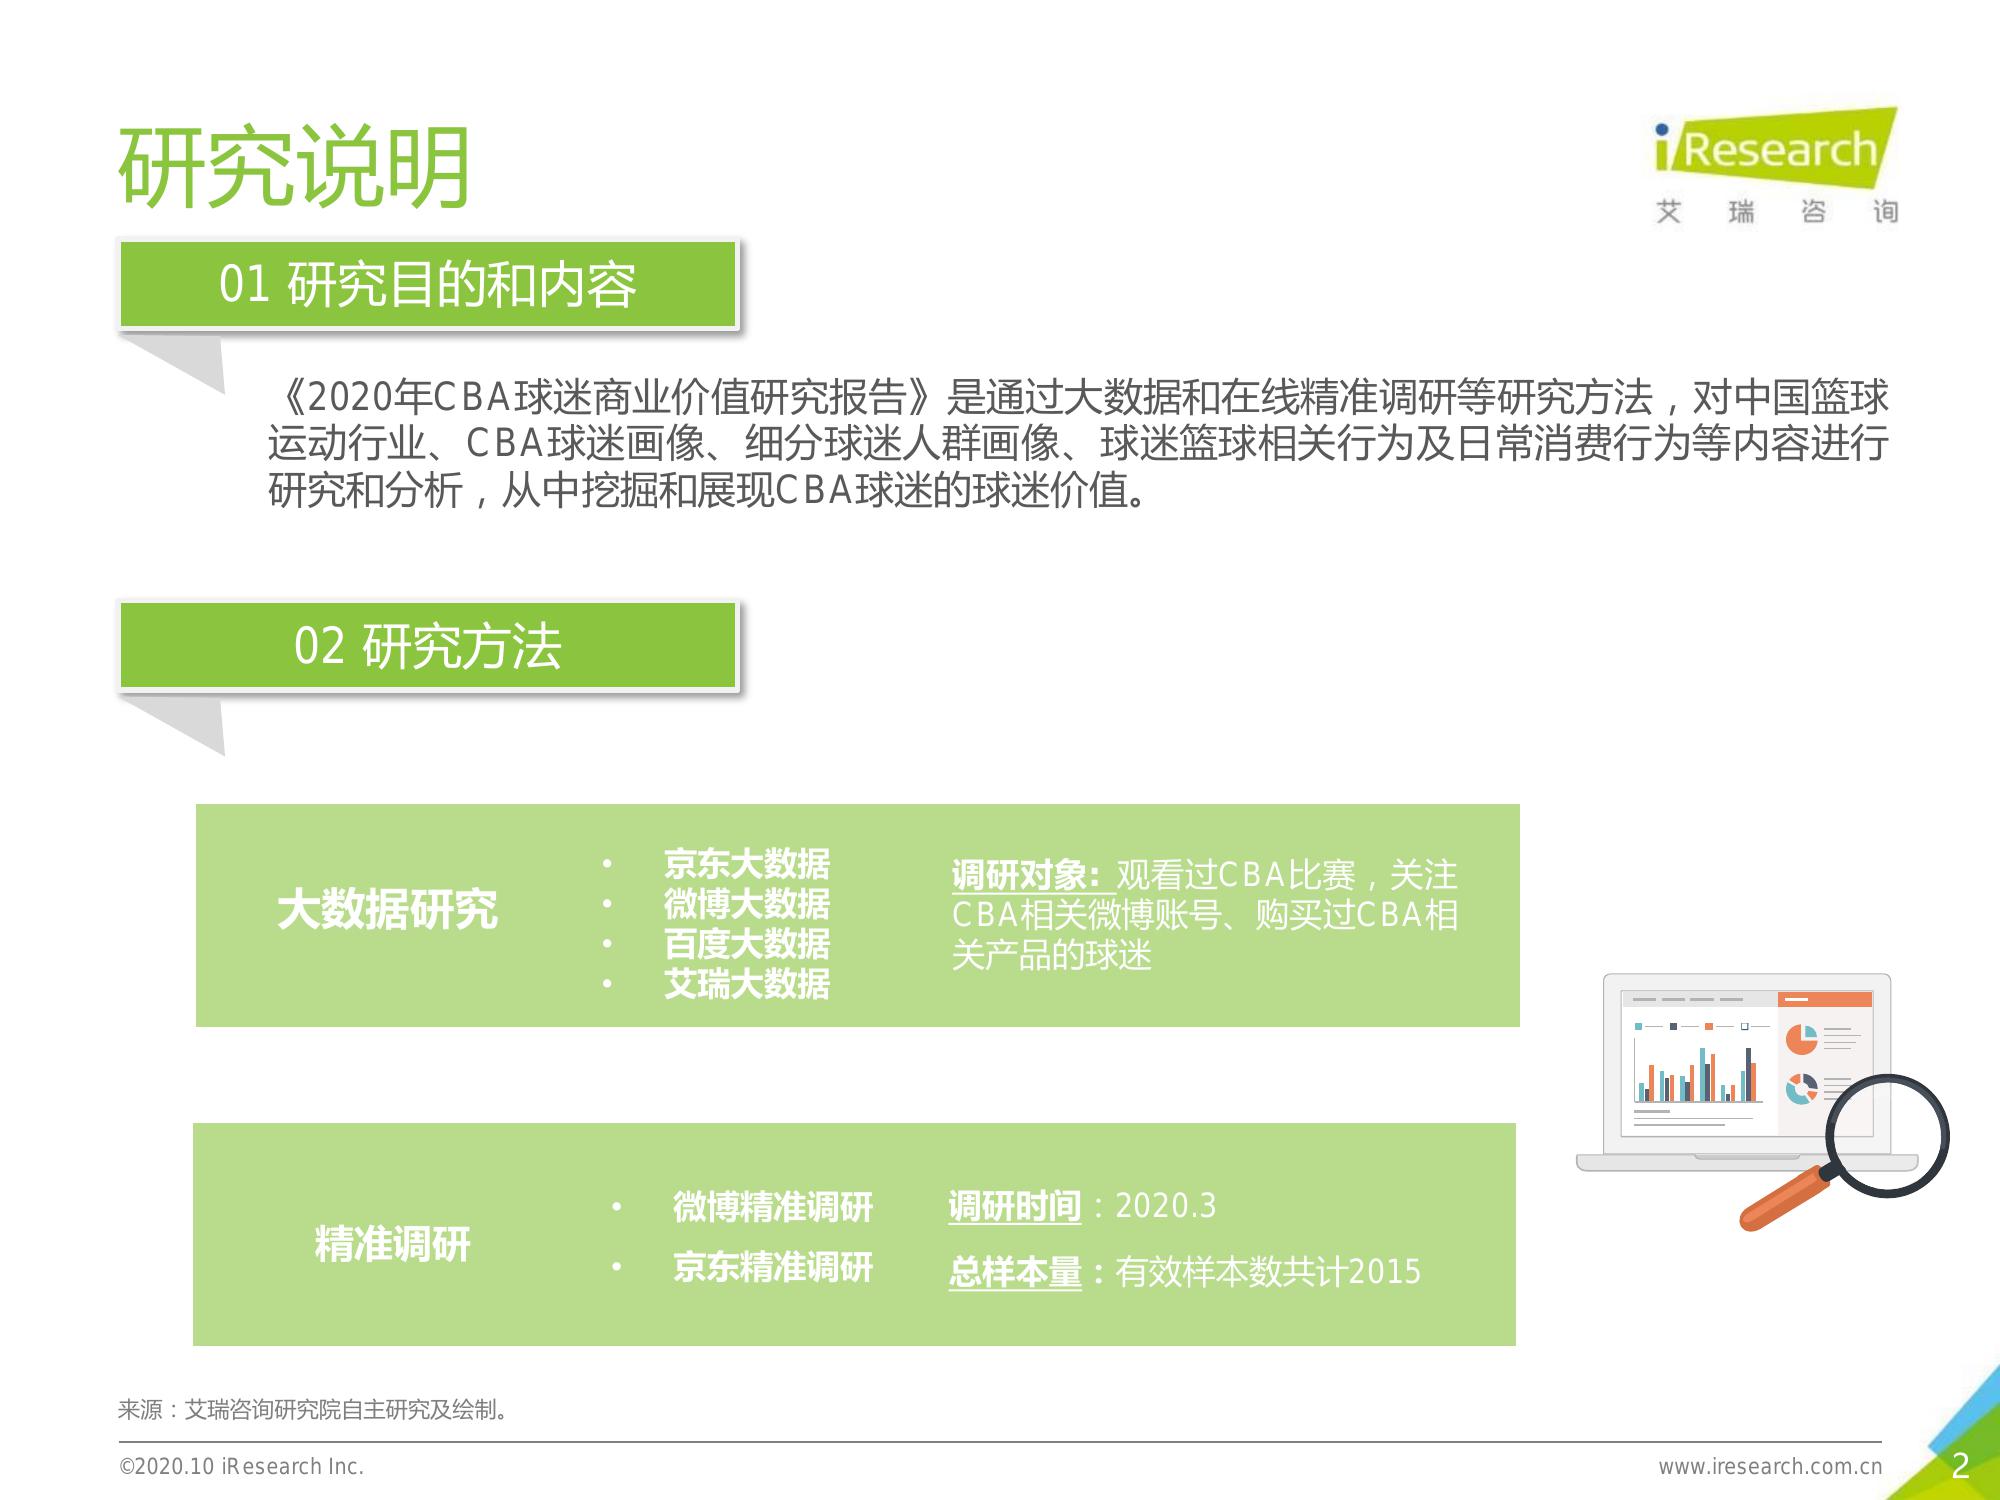 研究说明
iResearch
艾瑞咨询
01 研究目的和内容
《2020年CBA球迷商业价值研究报告》是通过大数据和在线精准调研等研究方法，对中国篮球
运动行业、CBA球迷画像、细分球迷人群画像、球迷篮球相关行为及日常消费行为等内容进行
研究和分析，从中挖掘和展现CBA球迷的球迷价值。
02 研究方法
大数据研究
• 京东大数据
• 微博大数据
• 百度大数据
• 艾瑞大数据
调研对象：观看过CBA比赛，关注
CBA相关微博账号、购买过CBA相
关产品的球迷
精准调研
• 微博精准调研
• 京东精准调研
调研时间：2020.3
总样本量：有效样本数共计2015
来源：艾瑞咨询研究院自主研究及绘制。
©2020.10 iResearch Inc.
www.iresearch.com.cn
2